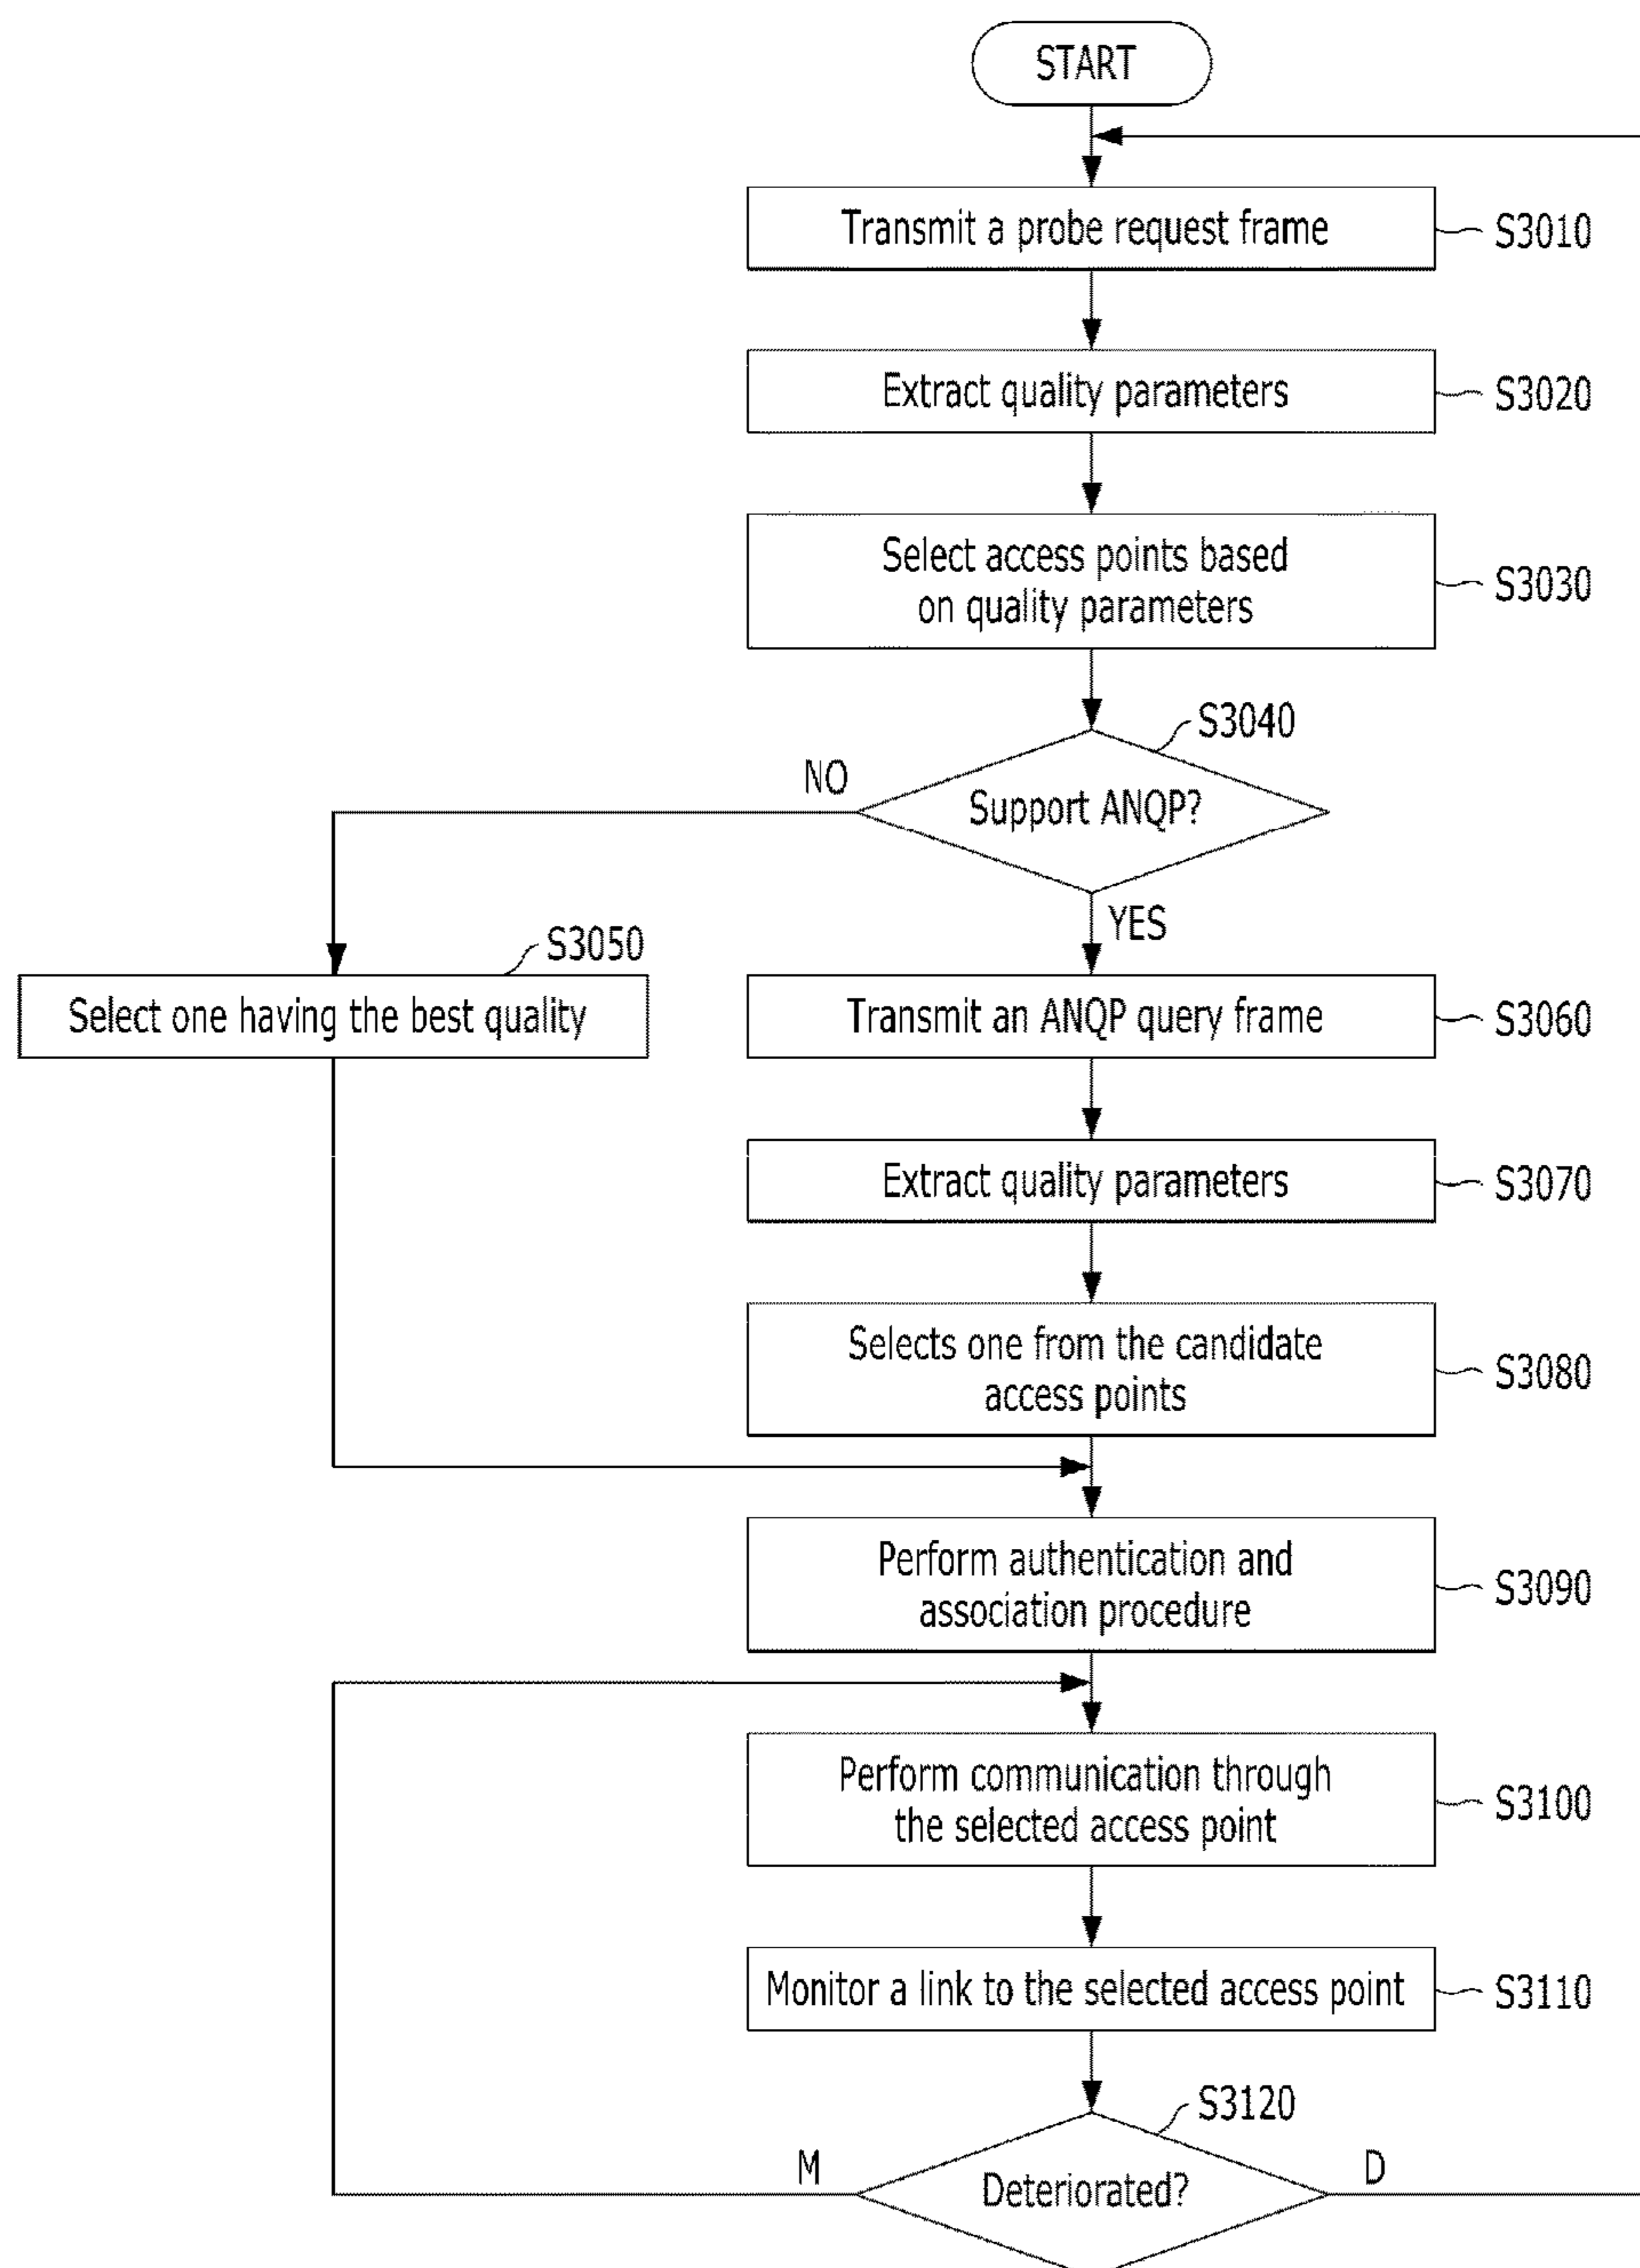 START
Transmit a probe request frame
S3010
Extract quality parameters
S3020
Select access points based
on quality parameters
S3030
S3040
NO
Support ANQP?
YES
S3050
Select one having the best quality
Transmit an ANQP query frame
S3060
Extract quality parameters
S3070
Selects one from the candidate
access points
S3080
Perform authentication and
association procedure
S3090
Perform communication through
the selected access point
S3100
Monitor a link to the selected access point
S3110
S3120
M
Deteriorated?
D